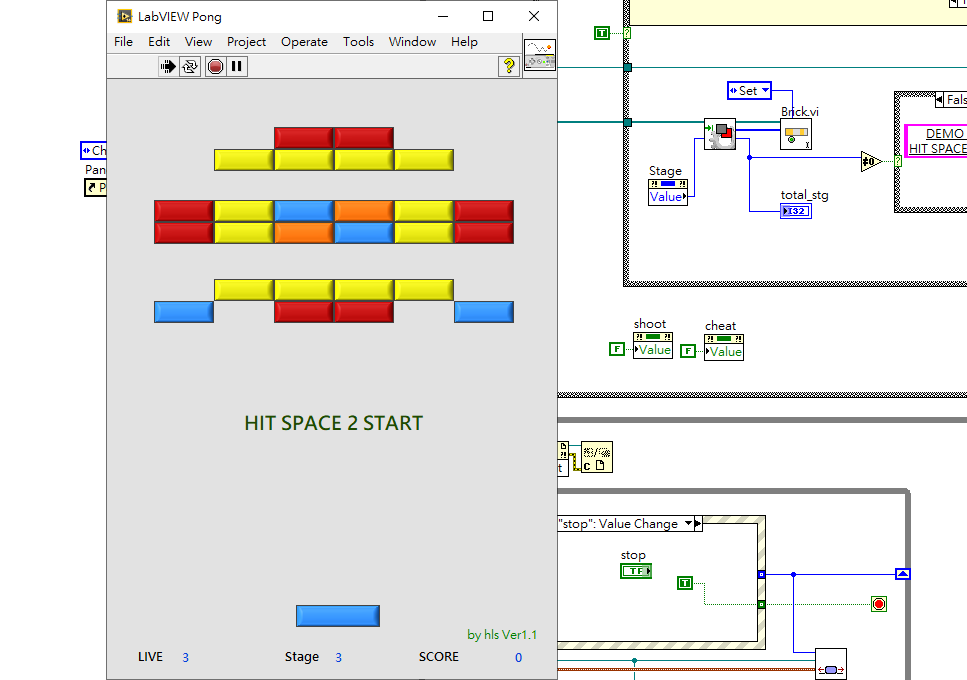 LabVIEW Pong
File Edit View Project Operate Tools Window Help
HIT SPACE 2 START
by hls Ver1.1
LIVE 3 Stage 3 SCORE 0
Ch
Pan
P
T
Set
Brick.vi
Fals
DEMO
HIT SPACE
Stage
Value
≠0
?
total_stg
I32
shoot
cheat
F
Value
F
Value
t
C
"stop": Value Change
stop
TF
T